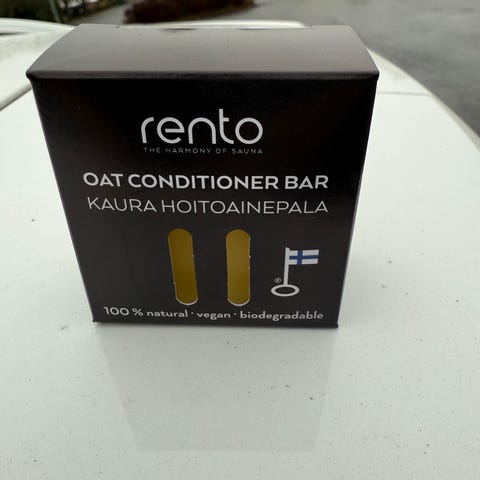 rento
THE HARMONY OF SAUNA
OAT CONDITIONER BAR
KAURA HOITOAINEPALA
®
100 % natural · vegan · biodegradable